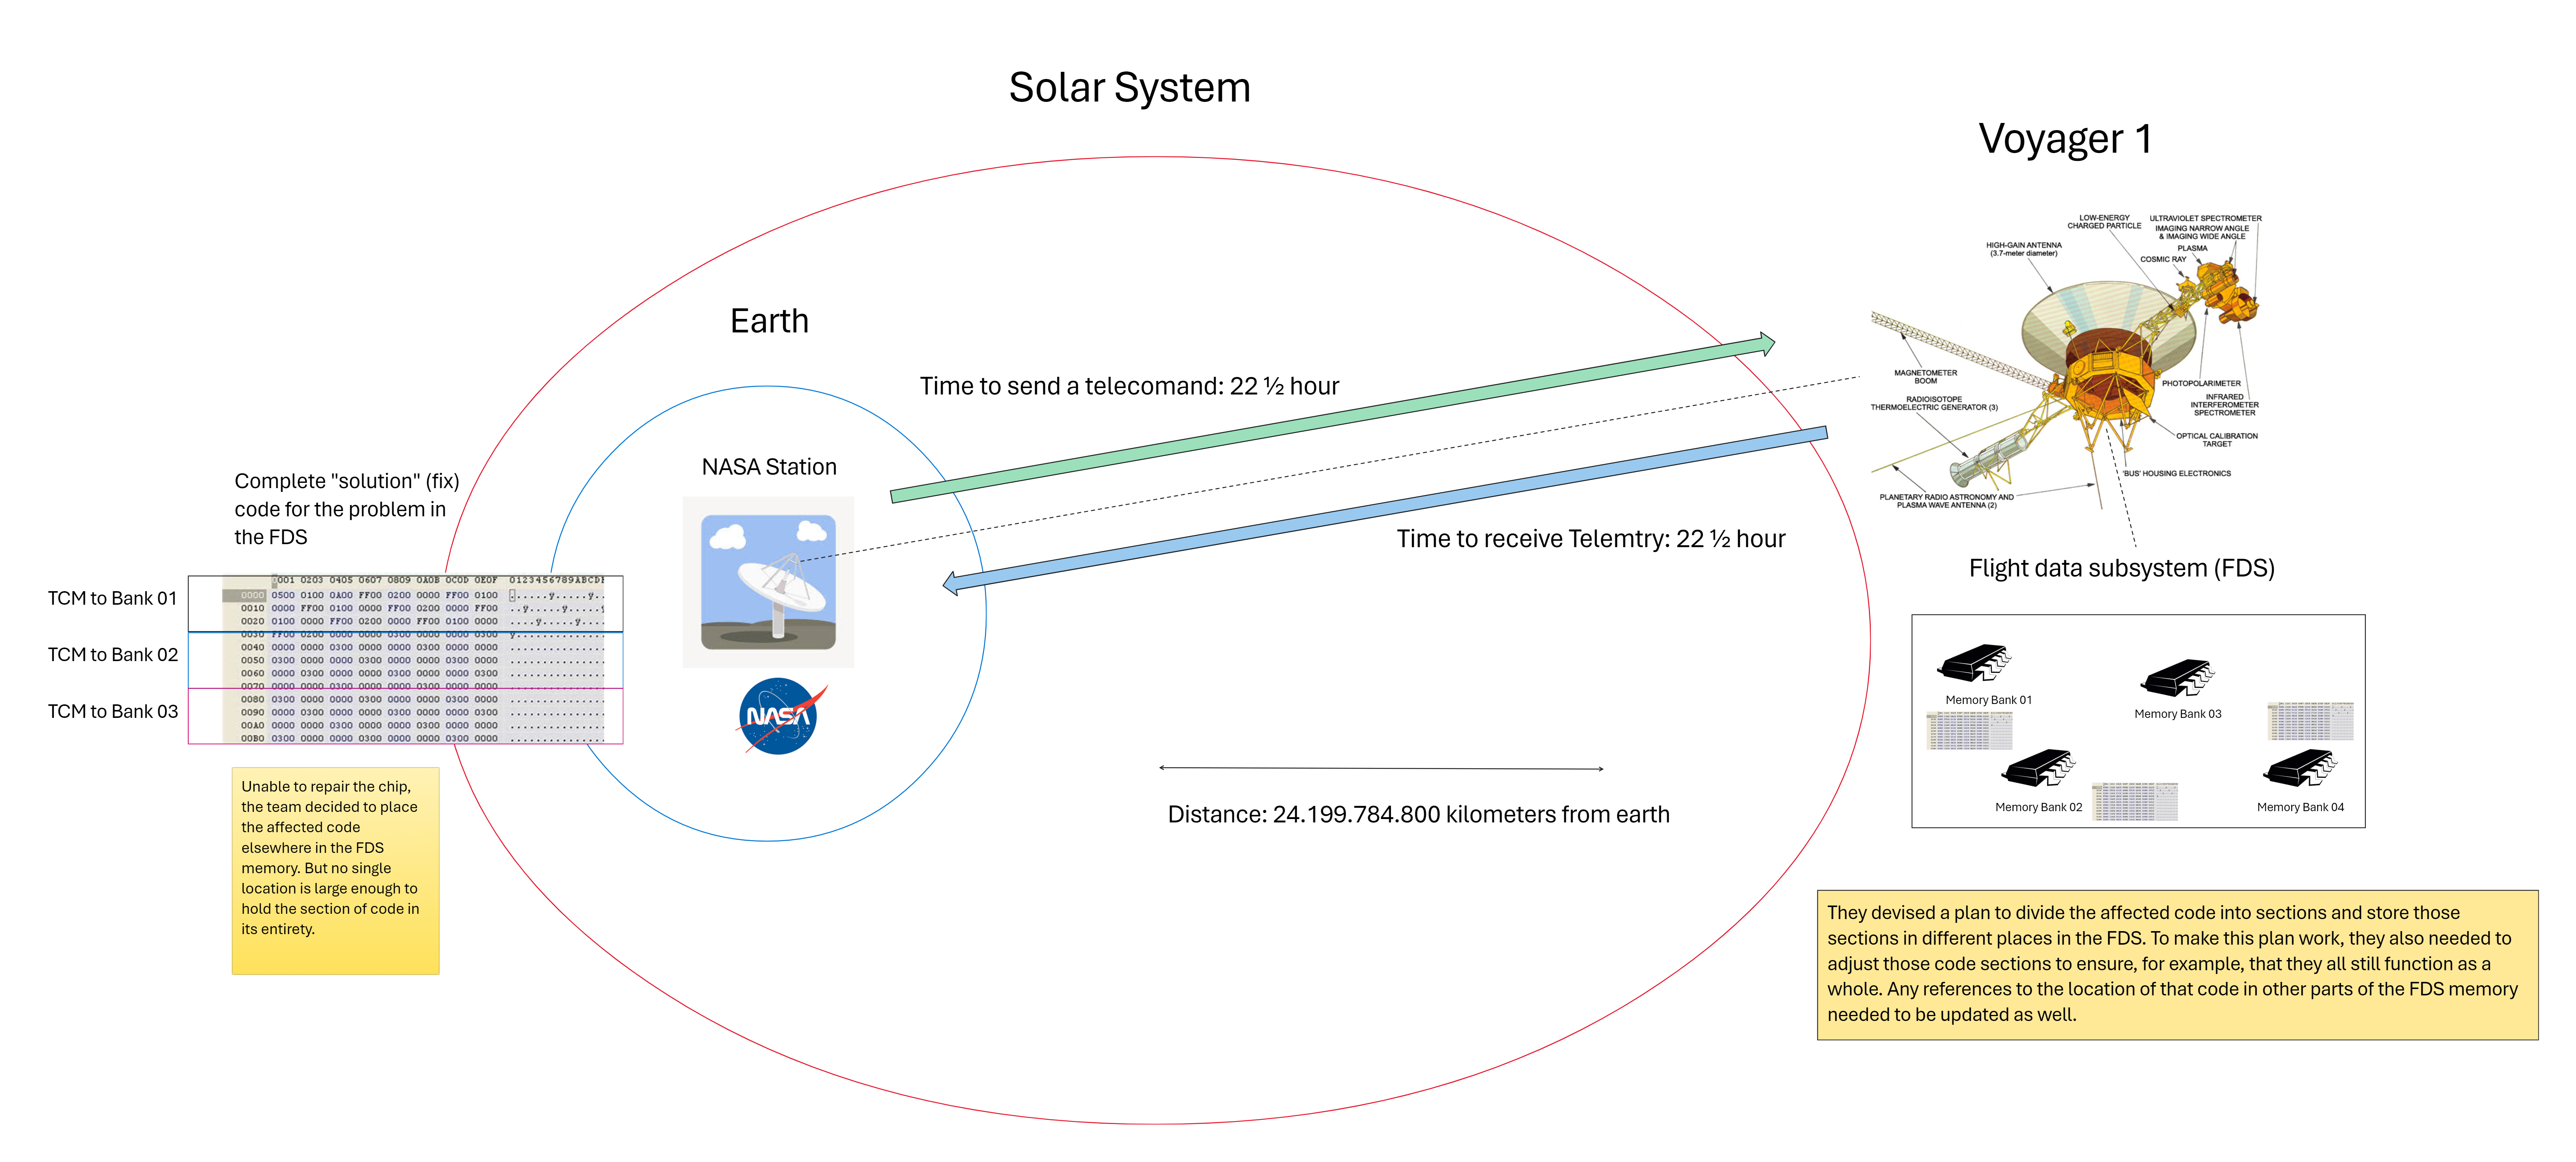 Solar System
Voyager 1
LOW-ENERGY
CHARGED PARTICLE
ULTRAVIOLET SPECTROMETER
IMAGING NARROW ANGLE
& IMAGING WIDE ANGLE
PLASMA
COSMIC RAY
HIGH-GAIN ANTENNA
(3.7-meter diameter)
MAGNETOMETER
BOOM
RADIOISOTOPE
THERMOELECTRIC GENERATOR (3)
PHOTOPOLARIMETER
INFRARED
INTERFEROMETER
SPECTROMETER
OPTICAL CALIBRATION
TARGET
'BUS' HOUSING ELECTRONICS
PLANETARY RADIO ASTRONOMY AND
PLASMA WAVE ANTENNA (2)
Earth
Time to send a telecomand: 22 ½ hour
NASA Station
Time to receive Telemtry: 22 ½ hour
NASA
Distance: 24.199.784.800 kilometers from earth
Complete "solution" (fix)
code for the problem in
the FDS
TCM to Bank 01
TCM to Bank 02
TCM to Bank 03
001 0203 0405 0607 0809 0A0B 0C0D 0E0F 0123456789ABCD
0000 0500 0100 0A00 FF00 0200 0000 FF00 0100
0010 0000 FF00 0100 0000 FF00 0200 0000 FF00
0020 0100 0000 FF00 0200 0000 FF00 0100 0000
0030 FF00 0200 0000 0000 0300 0000 0000 0300
0040 0000 0000 0300 0000 0000 0300 0000 0000
0050 0300 0000 0000 0300 0000 0000 0300 0000
0060 0000 0300 0000 0000 0300 0000 0000 0300
0070 0000 0000 0300 0000 0000 0300 0000 0000
0080 0300 0000 0000 0300 0000 0000 0300 0000
0090 0000 0300 0000 0000 0300 0000 0000 0300
00A0 0000 0000 0300 0000 0000 0300 0000 0000
00B0 0300 0000 0000 0300 0000 0000 0300 0000
Unable to repair the chip,
the team decided to place
the affected code
elsewhere in the FDS
memory. But no single
location is large enough to
hold the section of code in
its entirety.
Flight data subsystem (FDS)
Memory Bank 01
Memory Bank 03
Memory Bank 02
Memory Bank 04
They devised a plan to divide the affected code into sections and store those
sections in different places in the FDS. To make this plan work, they also needed to
adjust those code sections to ensure, for example, that they all still function as a
whole. Any references to the location of that code in other parts of the FDS memory
needed to be updated as well.